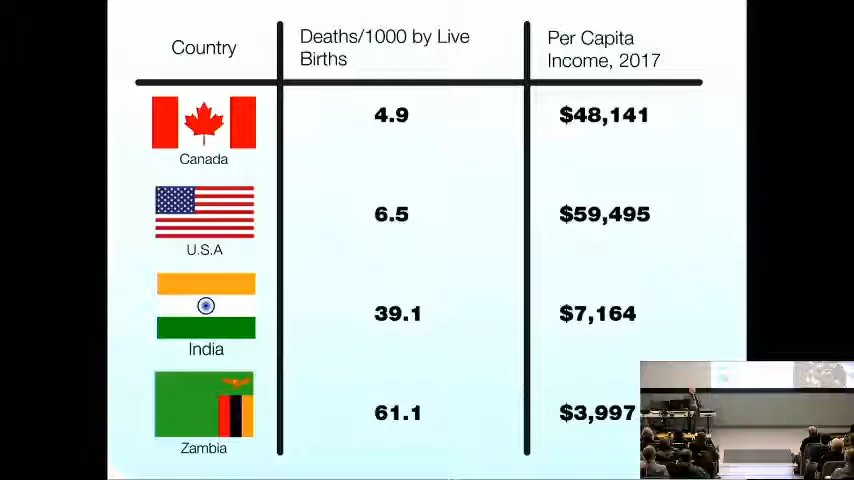 Country
Deaths/1000 by Live
Births
Per Capita
Income, 2017
Canada
4.9
$48,141
U.S.A
6.5
$59,495
India
39.1
$7,164
Zambia
61.1
$3,997